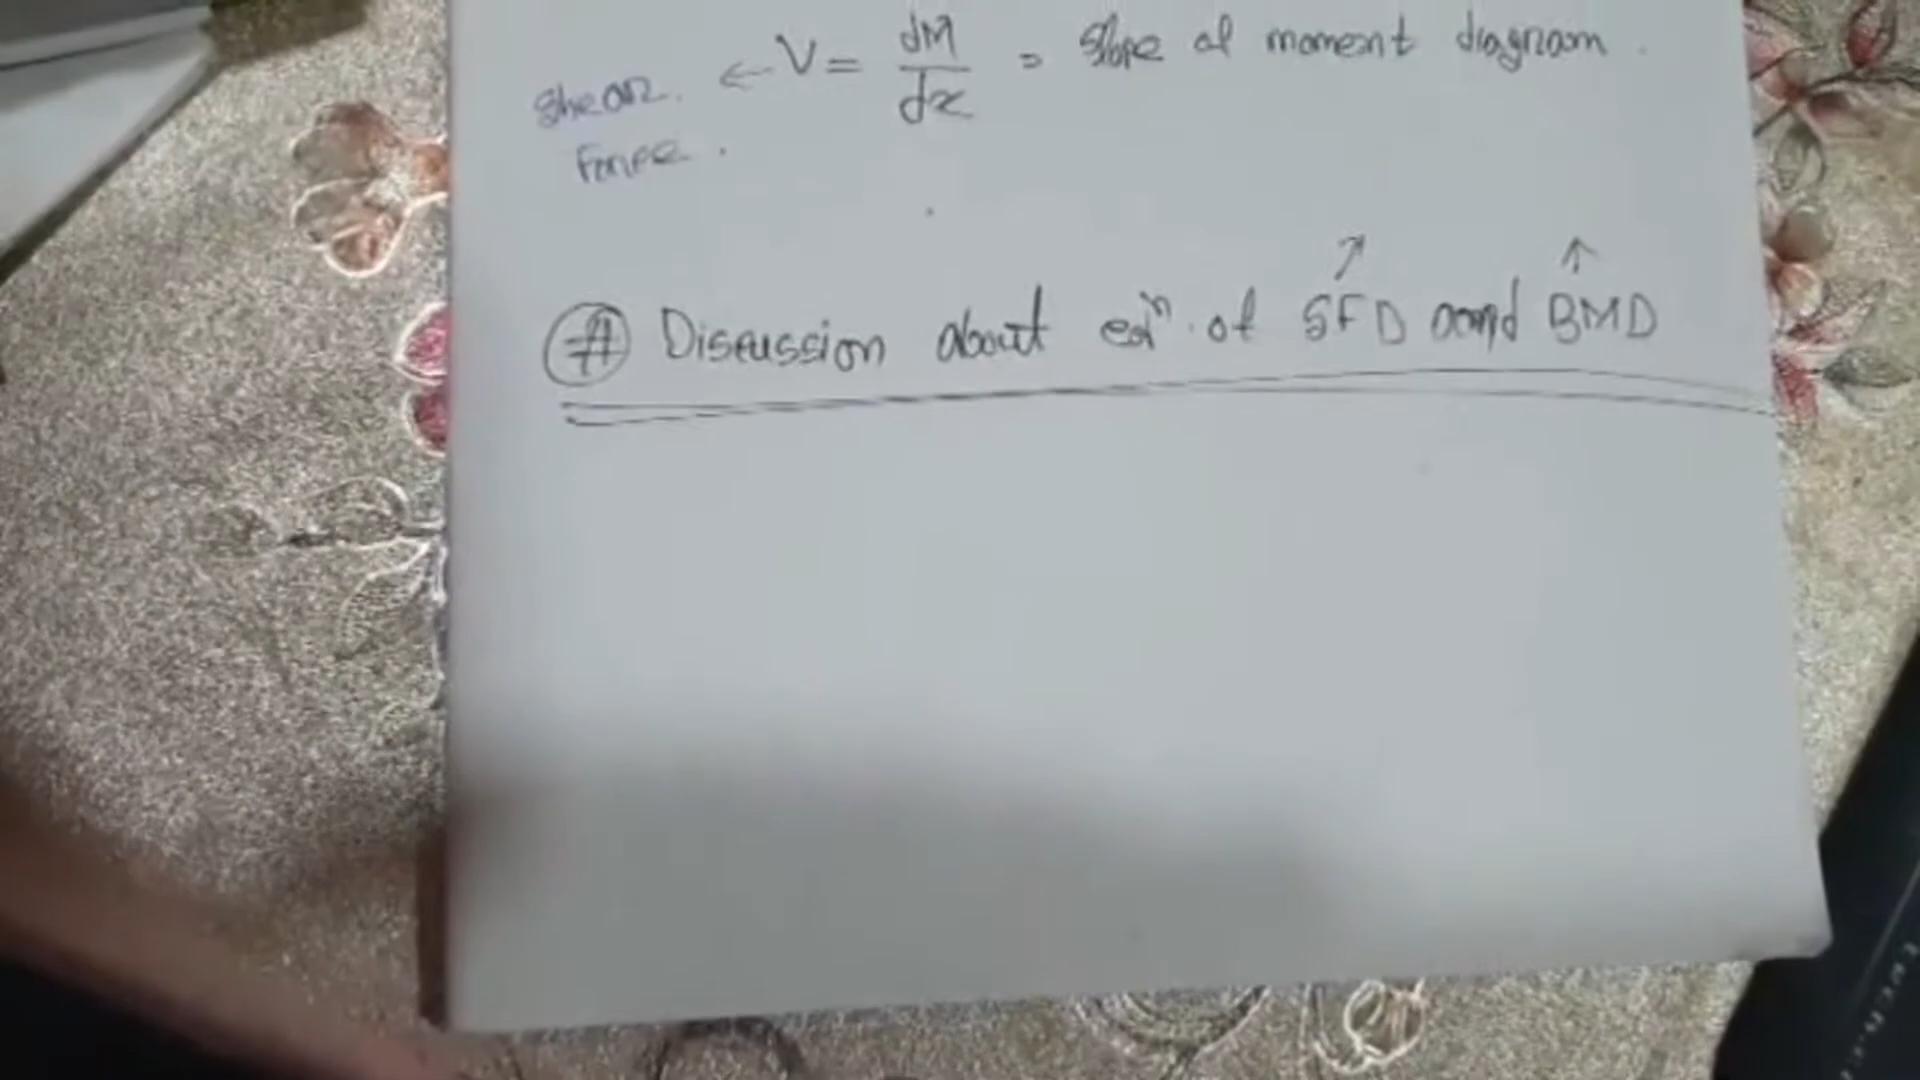 ← V = dM/dx = Slope of moment diagram.
Shear.
Force.
# Discussion about eqⁿ. of SFD and BMD